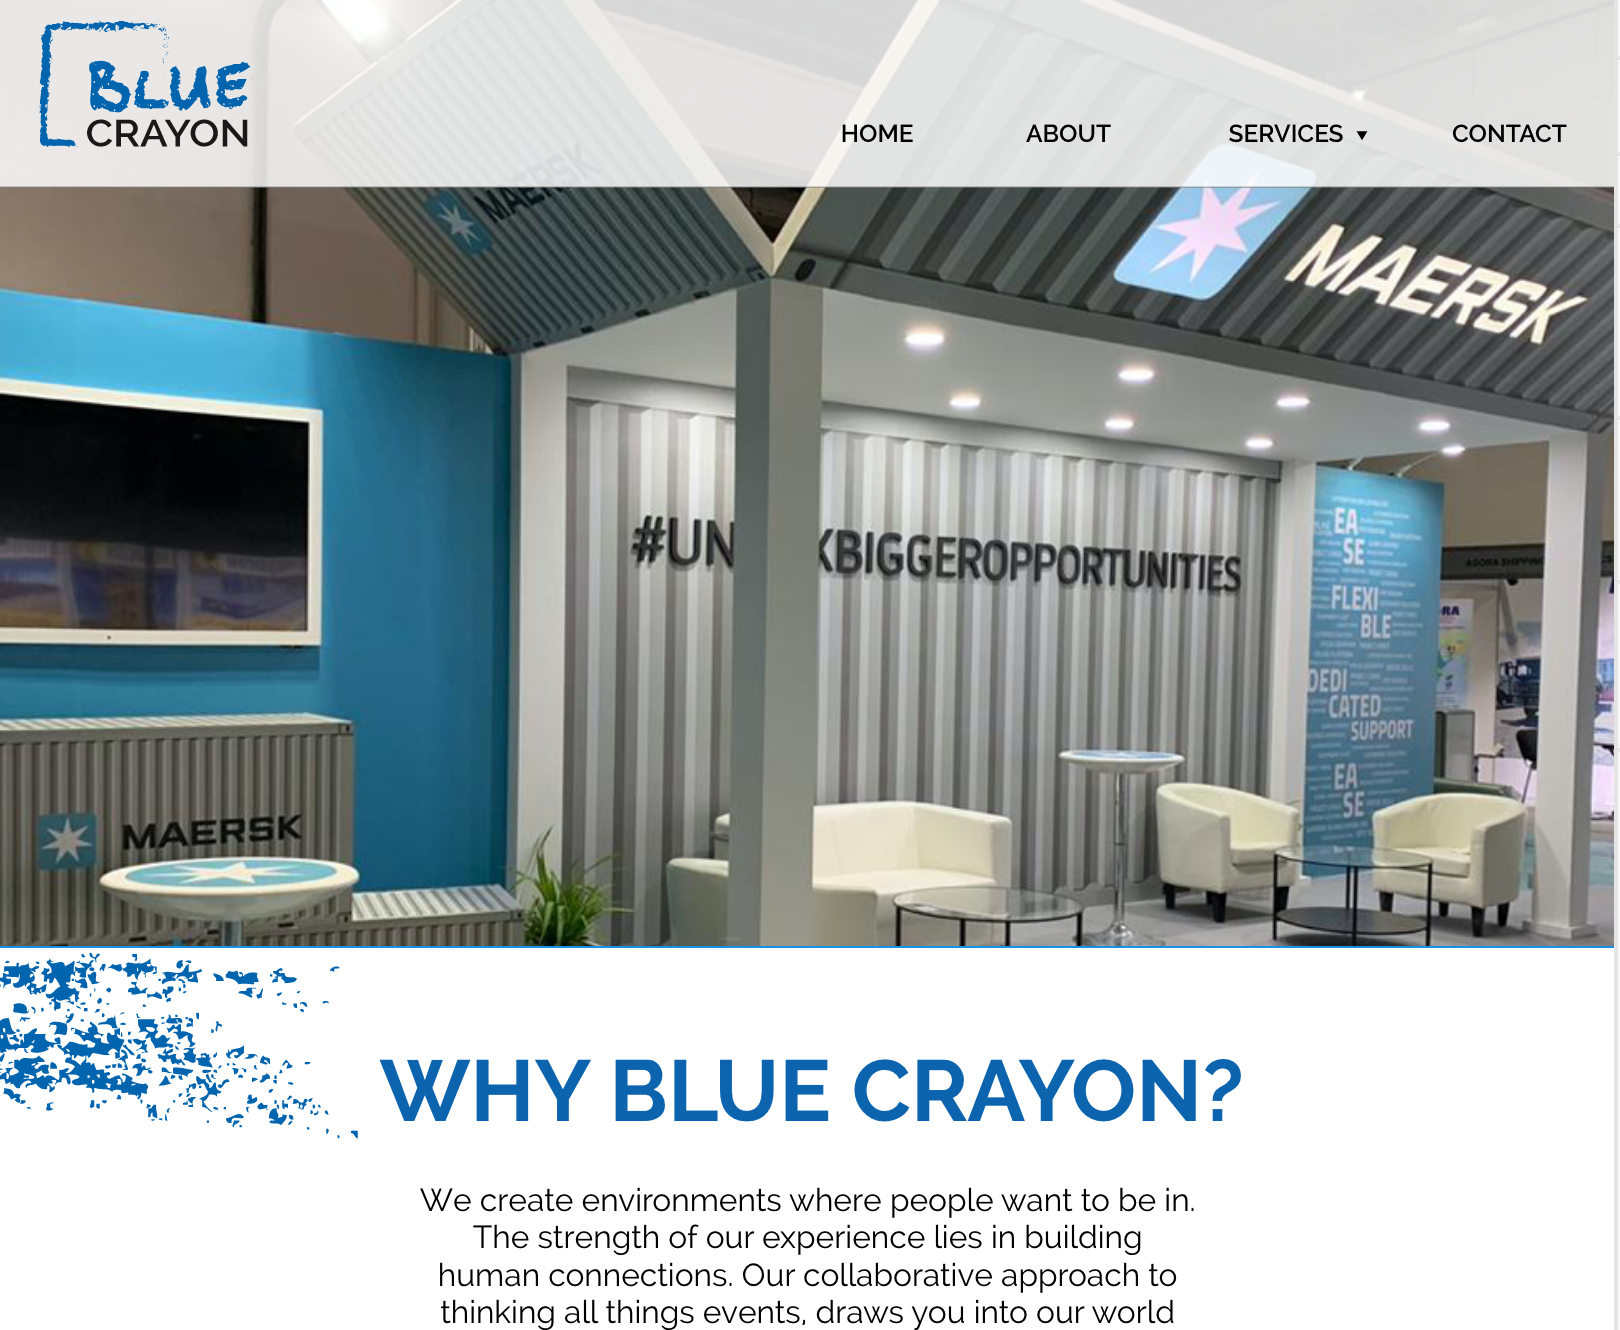 BLUE
CRAYON
HOME ABOUT SERVICES ▼ CONTACT
MAERSK
MAERSK
#UN KBIGGEROPPORTUNITIES
EA
SE
FLEXI
BLE
DEDI
CATED
SUPPORT
EA
SE
ADORA SHIPPING
MAERSK
WHY BLUE CRAYON?
We create environments where people want to be in.
The strength of our experience lies in building
human connections. Our collaborative approach to
thinking all things events, draws you into our world